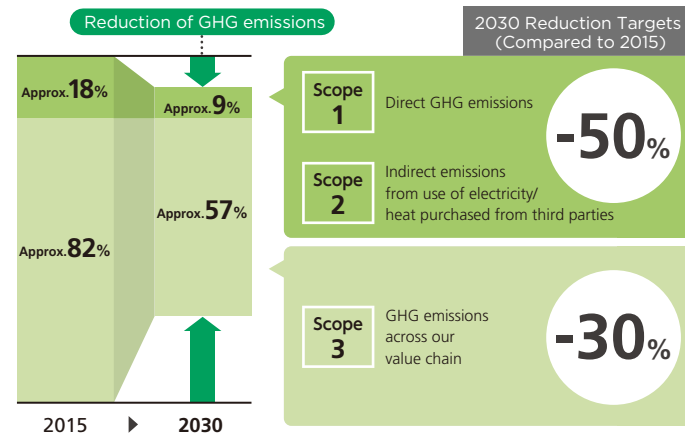 Reduction of GHG emissions
2030 Reduction Targets
(Compared to 2015)
Approx.18%
Approx.9%
Approx.82%
Approx.57%
2015
2030
Scope
1
Direct GHG emissions
Scope
2
Indirect emissions
from use of electricity/
heat purchased from third parties
-50%
Scope
3
GHG emissions
across our
value chain
-30%